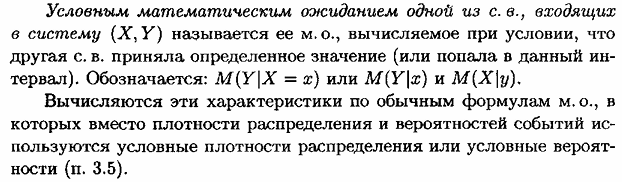 Условным математическим ожиданием одной из с. в., входящих
в систему (X, Y) называется ее м. о., вычисляемое при условии, что
другая с. в. приняла определенное значение (или попала в данный ин-
тервал). Обозначается: M(Y|X = x) или M(Y|x) и M(X|y).
Вычисляются эти характеристики по обычным формулам м. о., в
которых вместо плотности распределения и вероятностей событий ис-
пользуются условные плотности распределения или условные вероят-
ности (п. 3.5).